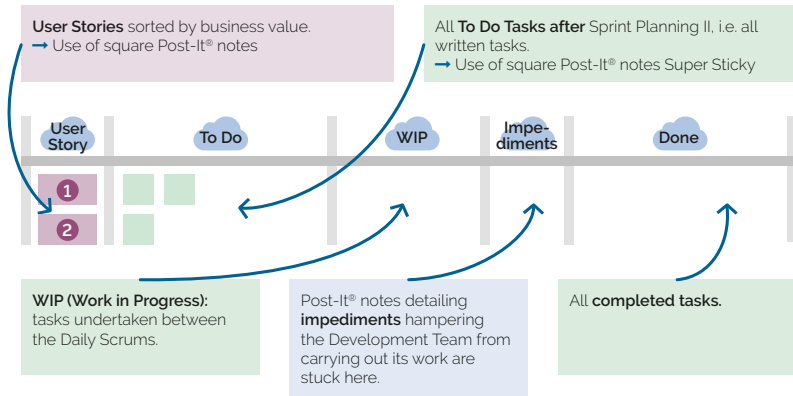 User Stories sorted by business value.
→ Use of square Post-It® notes
All To Do Tasks after Sprint Planning II, i.e. all
written tasks.
→ Use of square Post-It® notes Super Sticky
User
Story
To Do
WIP
Impe-
diments
Done
1
2
WIP (Work in Progress):
tasks undertaken between
the Daily Scrums.
Post-It® notes detailing
impediments hampering
the Development Team from
carrying out its work are
stuck here.
All completed tasks.